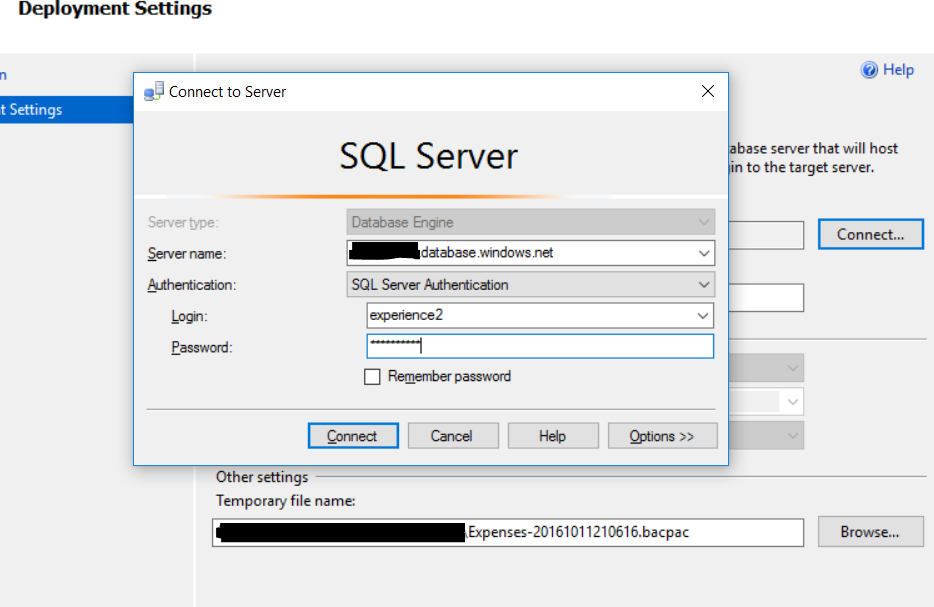 Deployment Settings
n
Help
t Settings
Connect to Server
SQL Server
abase server that will host
in to the target server.
Server type:
Database Engine
Connect...
Server name:
database.windows.net
Authentication:
SQL Server Authentication
Login:
experience2
Password:
**********
Remember password
Connect
Cancel
Help
Options >>
Other settings
Temporary file name:
\Expenses-20161011210616.bacpac
Browse...